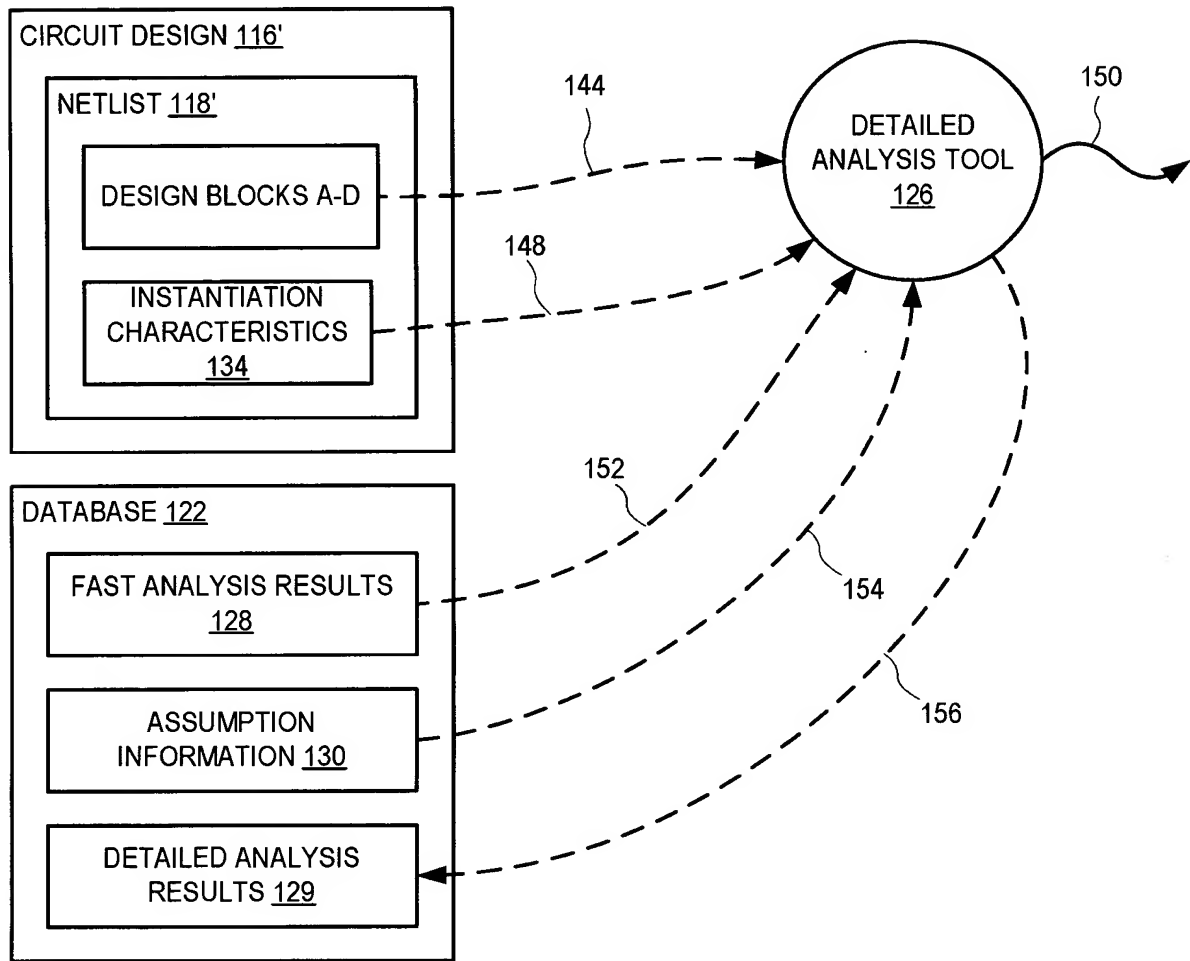 CIRCUIT DESIGN 116'
NETLIST 118'
DESIGN BLOCKS A-D
INSTANTIATION
CHARACTERISTICS
134
144
148
DETAILED
ANALYSIS TOOL
126
150
DATABASE 122
FAST ANALYSIS RESULTS
128
ASSUMPTION
INFORMATION 130
DETAILED ANALYSIS
RESULTS 129
152
154
156